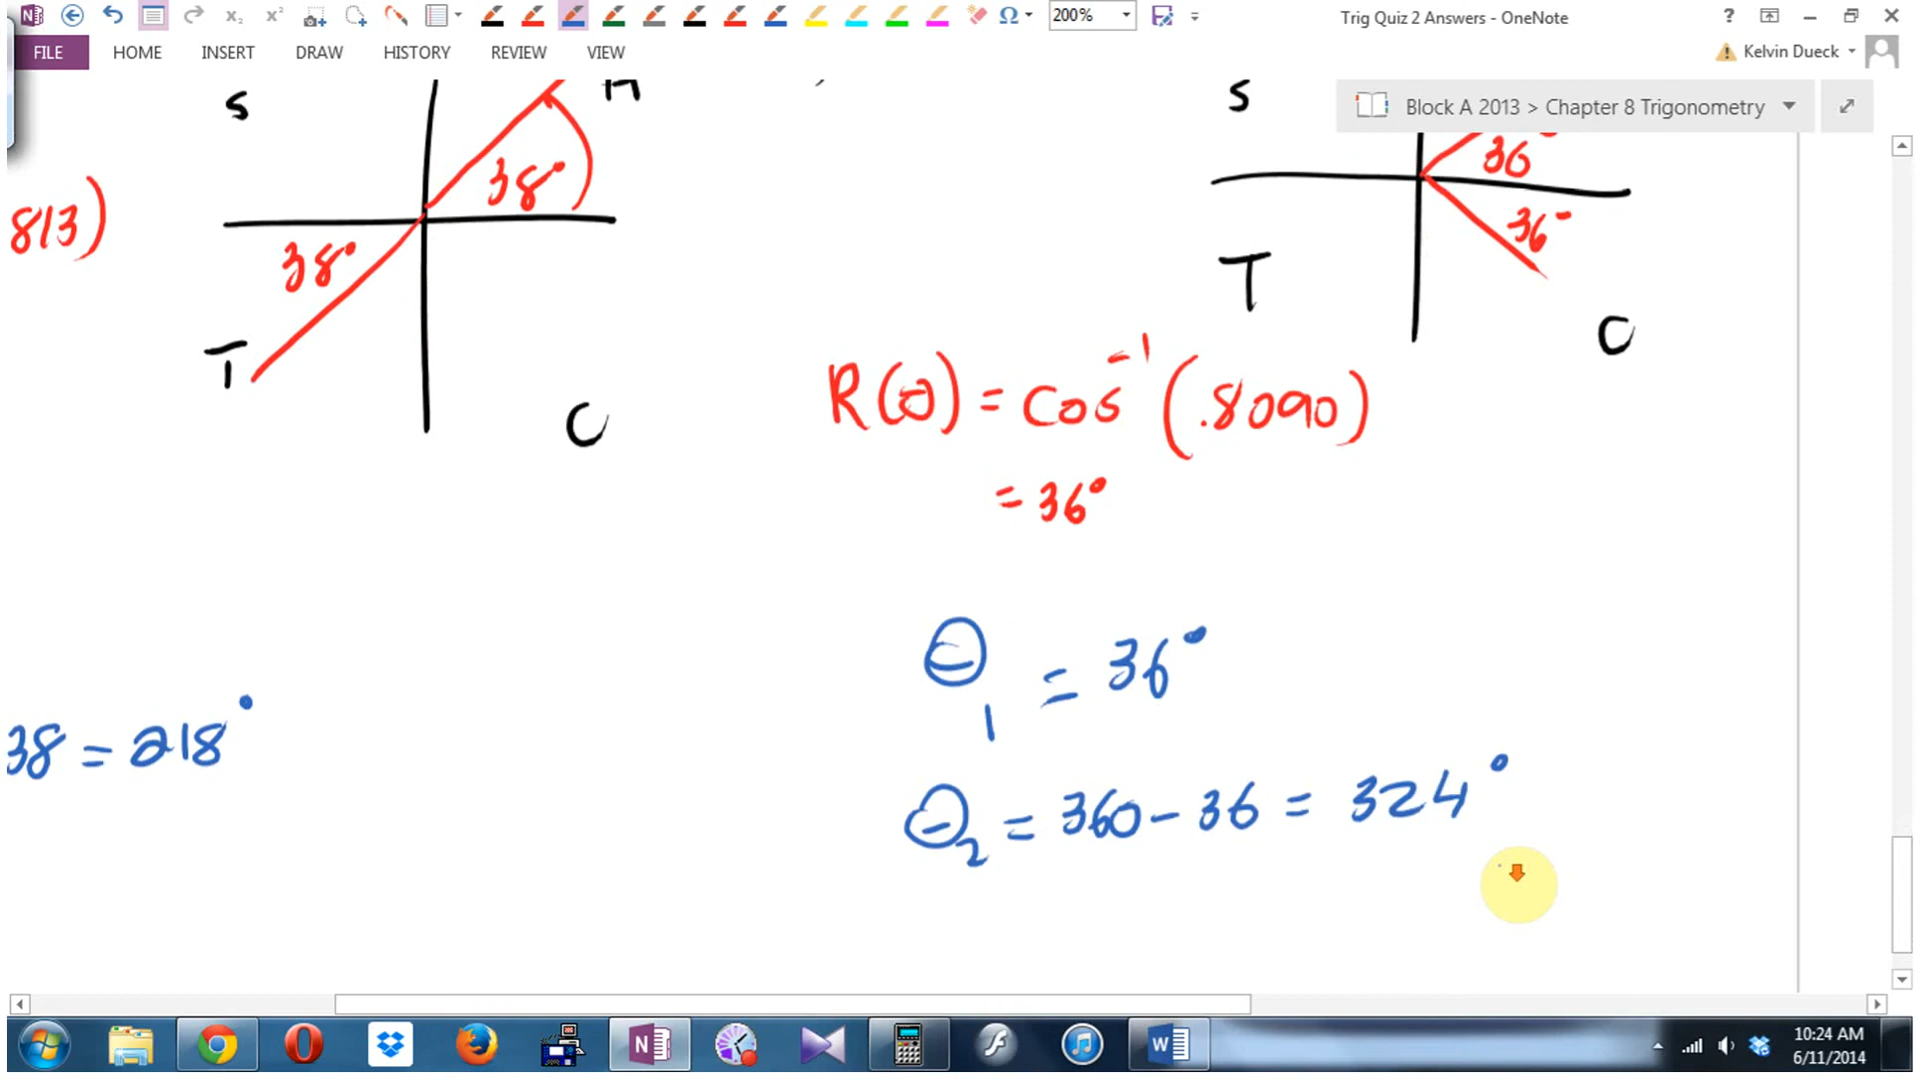 200%
Trig Quiz 2 Answers - OneNote
?
FILE HOME INSERT DRAW HISTORY REVIEW VIEW
Kelvin Dueck
Block A 2013 > Chapter 8 Trigonometry
S
A
38°
813)
38°
T
C
S
36°
36°
T
C
R(θ) = cos⁻¹(.8090)
= 36°
θ₁ = 36°
38 = 218°
θ₂ = 360 - 36 = 324°
10:24 AM
6/11/2014